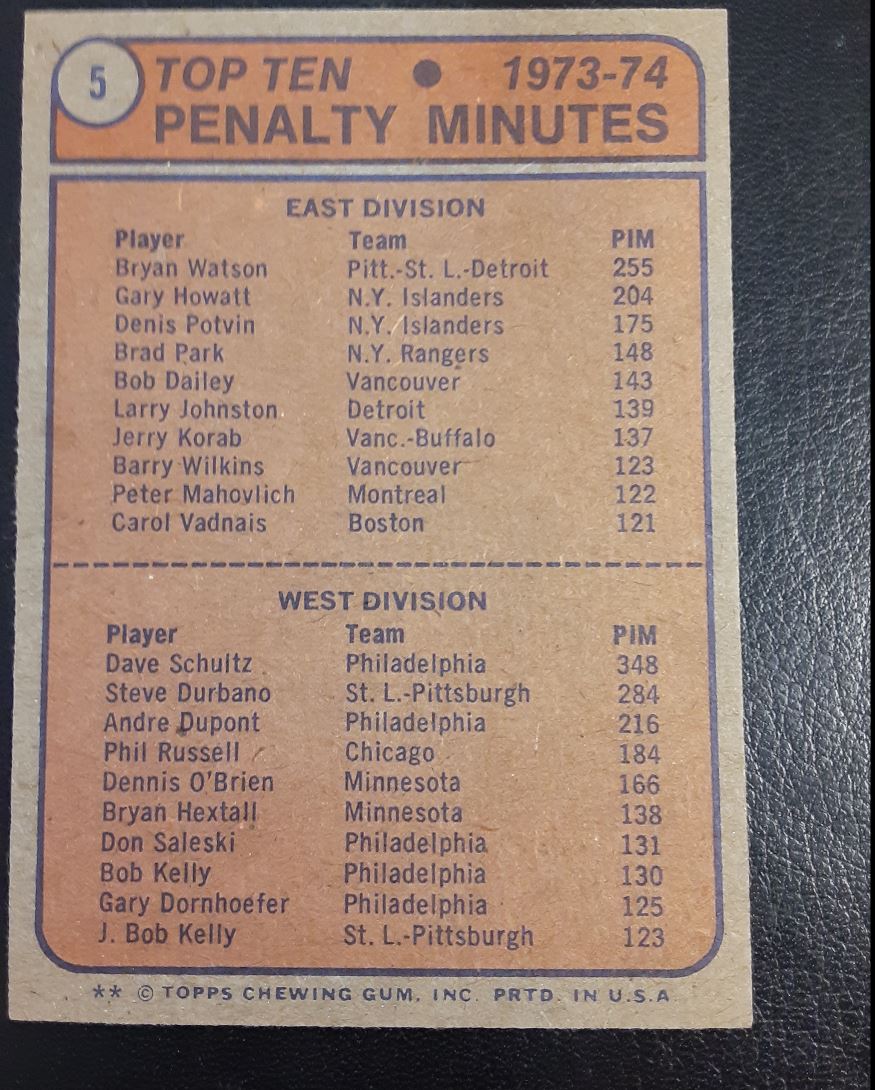 5
TOP TEN ● 1973-74
PENALTY MINUTES
EAST DIVISION
Player Team PIM
Bryan Watson Pitt.-St. L.-Detroit 255
Gary Howatt N.Y. Islanders 204
Denis Potvin N.Y. Islanders 175
Brad Park N.Y. Rangers 148
Bob Dailey Vancouver 143
Larry Johnston Detroit 139
Jerry Korab Vanc.-Buffalo 137
Barry Wilkins Vancouver 123
Peter Mahovlich Montreal 122
Carol Vadnais Boston 121
WEST DIVISION
Player Team PIM
Dave Schultz Philadelphia 348
Steve Durbano St. L.-Pittsburgh 284
Andre Dupont Philadelphia 216
Phil Russell Chicago 184
Dennis O'Brien Minnesota 166
Bryan Hextall Minnesota 138
Don Saleski Philadelphia 131
Bob Kelly Philadelphia 130
Gary Dornhoefer Philadelphia 125
J. Bob Kelly St. L.-Pittsburgh 123
** © TOPPS CHEWING GUM, INC. PRTD. IN U.S.A.